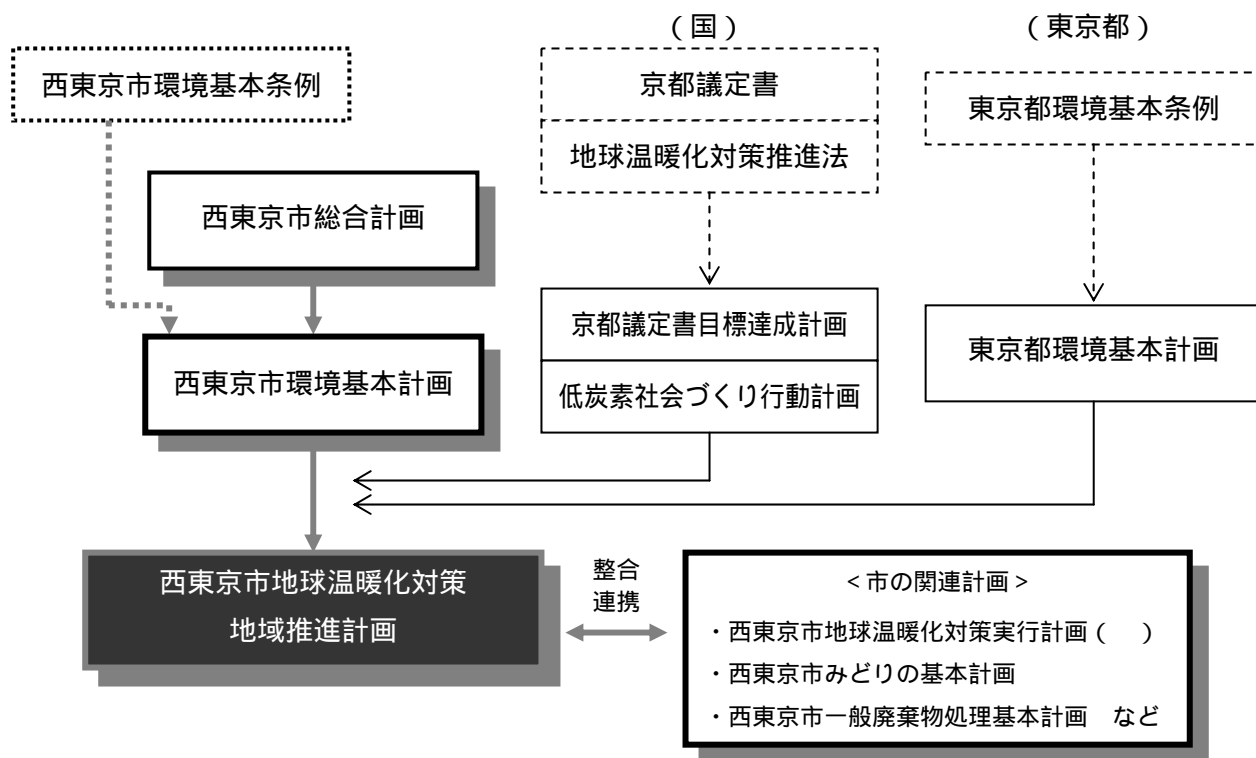 (国)
(東京都)
西東京市環境基本条例
京都議定書
地球温暖化対策推進法
東京都環境基本条例
西東京市総合計画
西東京市環境基本計画
京都議定書目標達成計画
低炭素社会づくり行動計画
東京都環境基本計画
西東京市地球温暖化対策
地域推進計画
整合
連携
<市の関連計画>
・西東京市地球温暖化対策実行計画(　)
・西東京市みどりの基本計画
・西東京市一般廃棄物処理基本計画　など